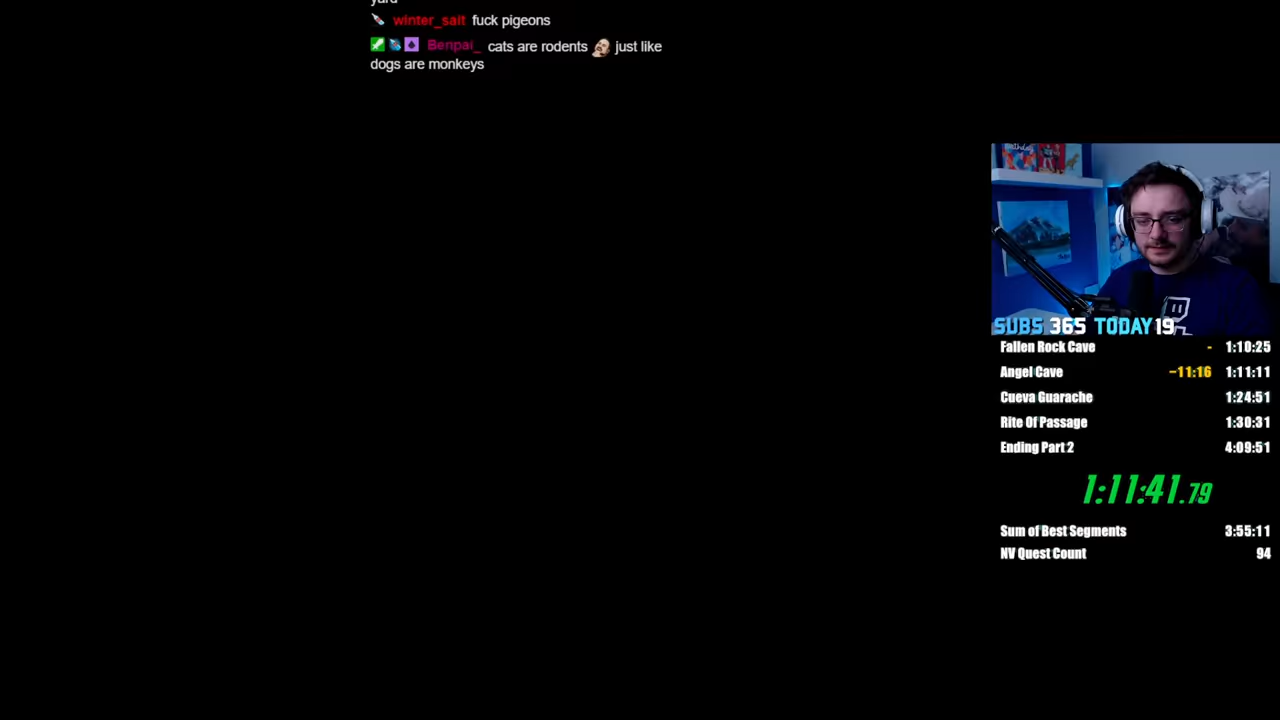 yard
winter_salt fuck pigeons
Benpai_ cats are rodents just like
dogs are monkeys
SUBS 365 TODAY 19
Fallen Rock Cave - 1:10:25
Angel Cave -11:16 1:11:11
Cueva Guarache 1:24:51
Rite Of Passage 1:30:31
Ending Part 2 4:09:51
1:11:41.79
Sum of Best Segments 3:55:11
NV Quest Count 94